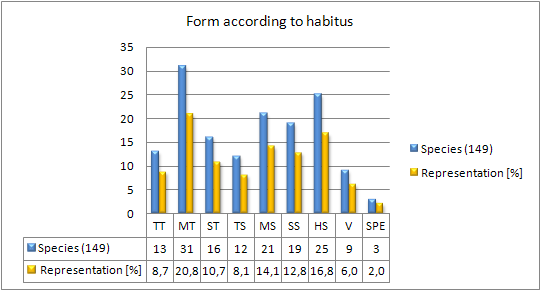 Form according to habitus
35
30
25
20
15
10
5
0
Species (149)
Representation [%]
TT MT ST TS MS SS HS V SPE
Species (149) 13 31 16 12 21 19 25 9 3
Representation [%] 8,7 20,8 10,7 8,1 14,1 12,8 16,8 6,0 2,0